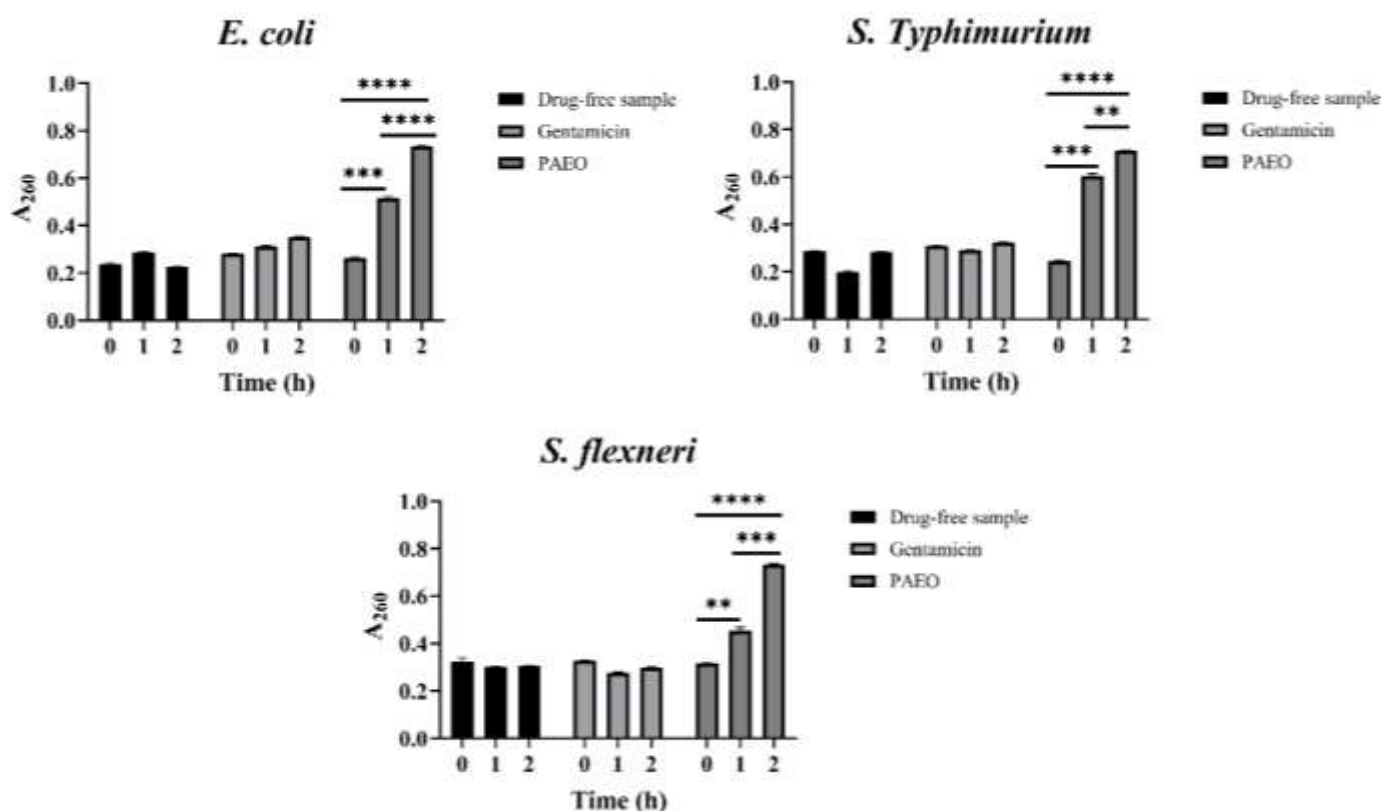 E. coli
1.0
0.8
0.6
0.4
0.2
0.0
A260
****
****
***
0 1 2 0 1 2 0 1 2
Time (h)
Drug-free sample
Gentamicin
PAEO
S. Typhimurium
1.0
0.8
0.6
0.4
0.2
0.0
A260
****
**
***
0 1 2 0 1 2 0 1 2
Time (h)
Drug-free sample
Gentamicin
PAEO
S. flexneri
1.0
0.8
0.6
0.4
0.2
0.0
A260
****
***
**
0 1 2 0 1 2 0 1 2
Time (h)
Drug-free sample
Gentamicin
PAEO